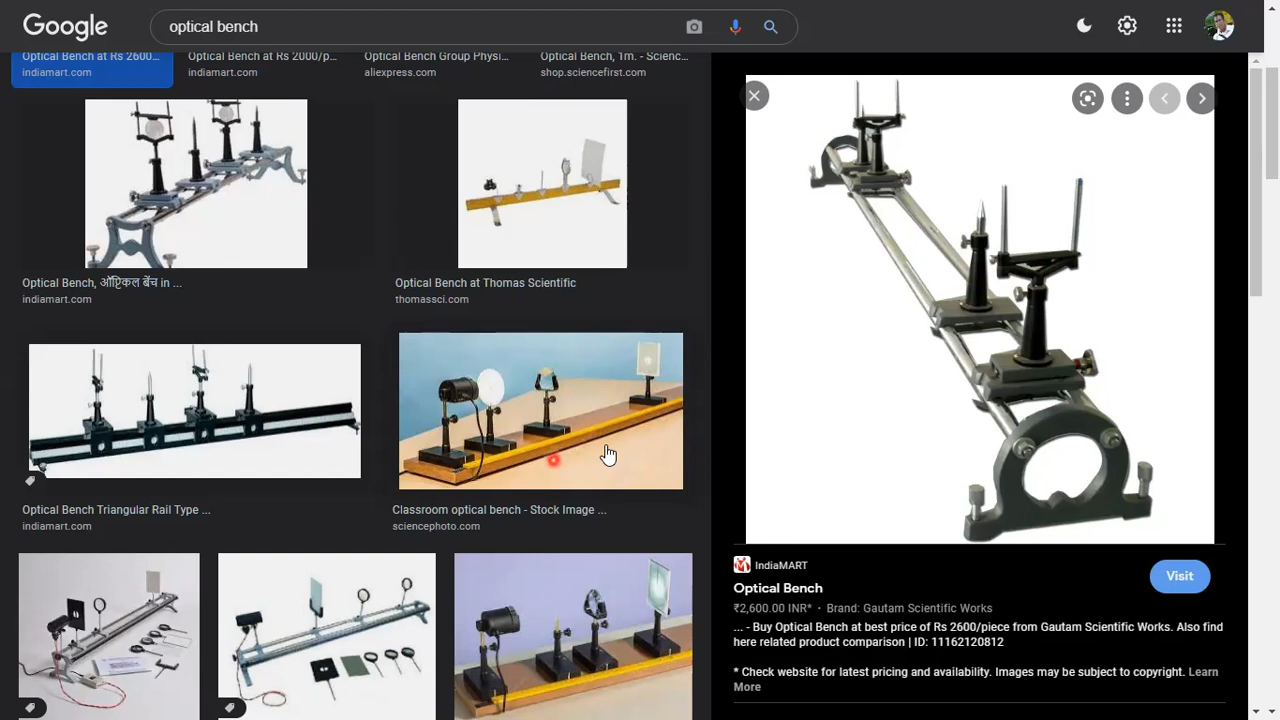 Google
optical bench
Optical Bench at Rs 2600...
indiamart.com
Optical Bench at Rs 2000/p...
indiamart.com
Optical Bench Group Physi...
aliexpress.com
Optical Bench, 1m. - Scienc...
shop.sciencefirst.com
Optical Bench, ऑप्टिकल बेंच in ...
indiamart.com
Optical Bench at Thomas Scientific
thomassci.com
Optical Bench Triangular Rail Type ...
indiamart.com
Classroom optical bench - Stock Image ...
sciencephoto.com
IndiaMART
Optical Bench
Visit
₹2,600.00 INR* · Brand: Gautam Scientific Works
... - Buy Optical Bench at best price of Rs 2600/piece from Gautam Scientific Works. Also find
here related product comparison | ID: 11162120812
* Check website for latest pricing and availability. Images may be subject to copyright. Learn
More